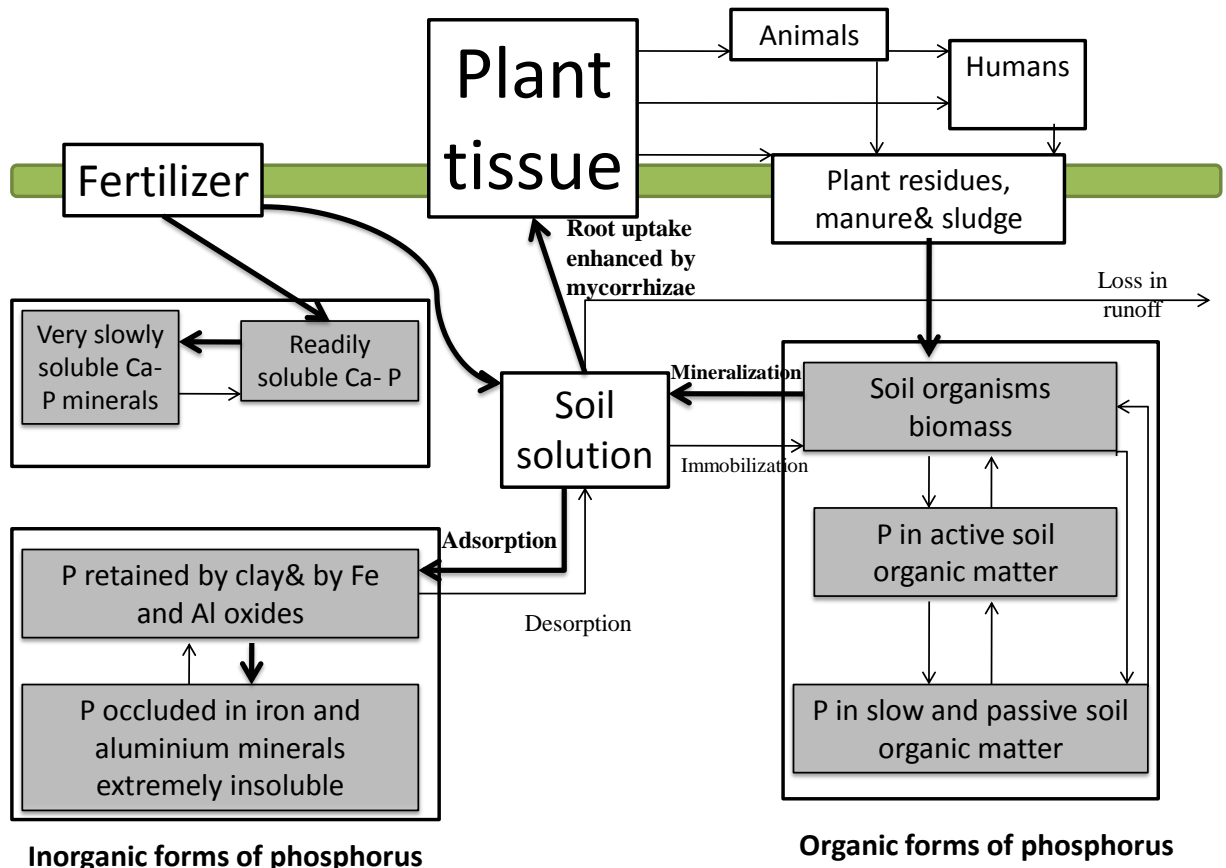 Plant
tissue
Animals
Humans
Fertilizer
Plant residues,
manure& sludge
Root uptake
enhanced by
mycorrhizae
Loss in
runoff
Very slowly
soluble Ca-
P minerals
Readily
soluble Ca- P
Soil
solution
Mineralization
Immobilization
Soil organisms
biomass
Adsorption
Desorption
P retained by clay& by Fe
and Al oxides
P in active soil
organic matter
P occluded in iron and
aluminium minerals
extremely insoluble
P in slow and passive soil
organic matter
Inorganic forms of phosphorus
Organic forms of phosphorus